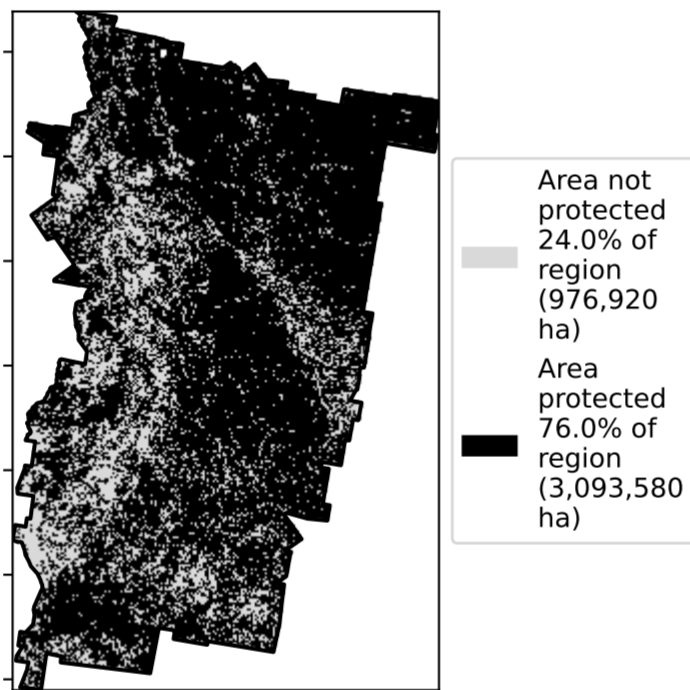 Area not
protected
24.0% of
region
(976,920
ha)
Area
protected
76.0% of
region
(3,093,580
ha)